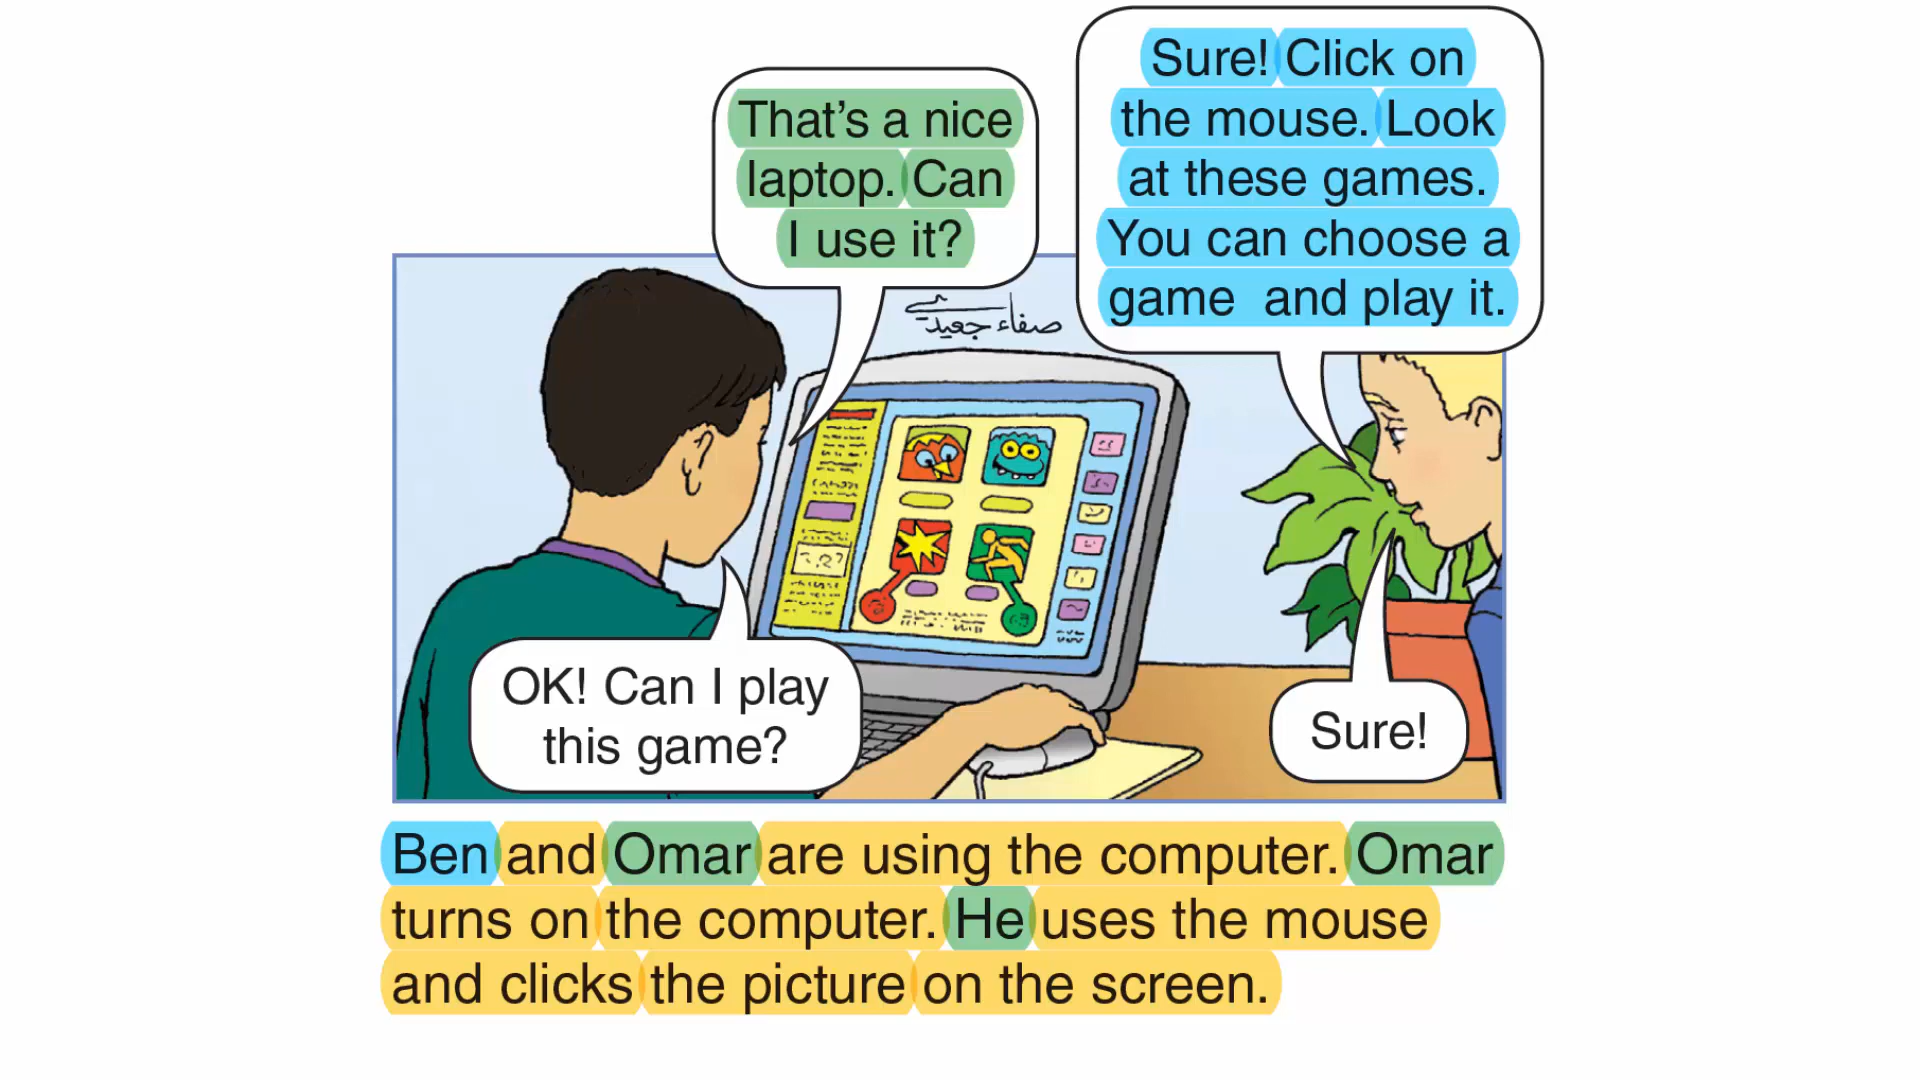 That’s a nice
laptop. Can
I use it?
Sure! Click on
the mouse. Look
at these games.
You can choose a
game and play it.
صفاء جعيدي
OK! Can I play
this game?
Sure!
Ben and Omar are using the computer. Omar
turns on the computer. He uses the mouse
and clicks the picture on the screen.